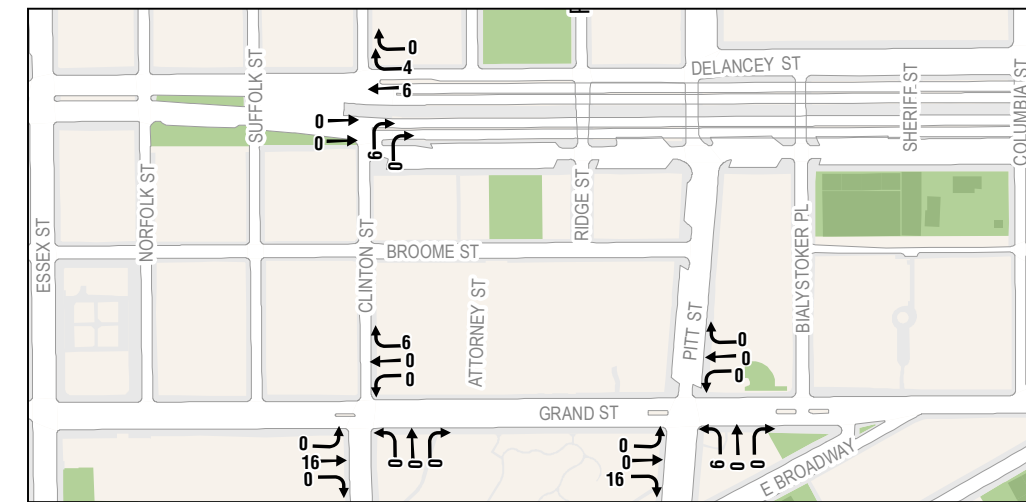 0
4
DELANCEY ST
6
SUFFOLK ST
SHERIFF ST
COLUMBIA ST
0
0
6
0
NORFOLK ST
RIDGE ST
ESSEX ST
CLINTON ST
BROOME ST
BIALYSTOKER PL
ATTORNEY ST
PITT ST
6
0
0
0
0
0
GRAND ST
0
16
0
0
0
0
0
0
16
6
0
0
E BROADWAY